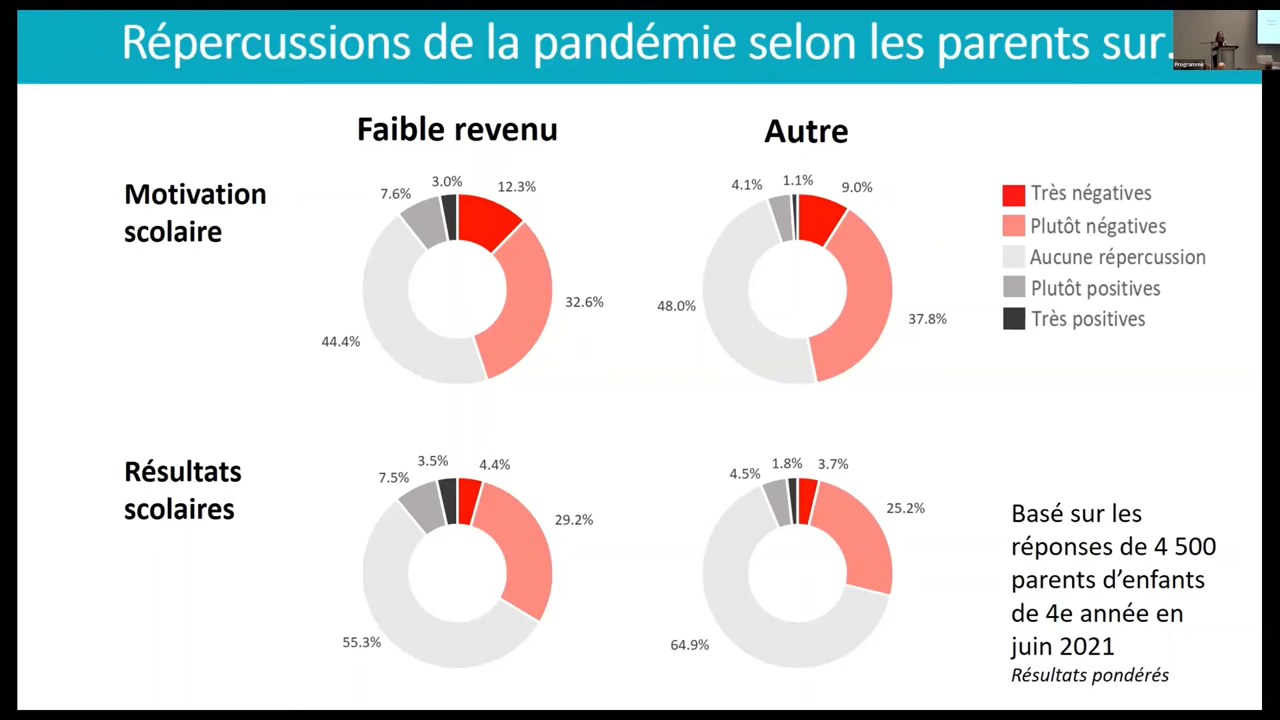 Répercussions de la pandémie selon les parents sur.
Programme
Faible revenu
Autre
Motivation
scolaire
3.0%
12.3%
7.6%
32.6%
44.4%
1.1%
9.0%
4.1%
48.0%
37.8%
Très négatives
Plutôt négatives
Aucune répercussion
Plutôt positives
Très positives
Résultats
scolaires
3.5%
4.4%
7.5%
29.2%
55.3%
1.8%
3.7%
4.5%
25.2%
64.9%
Basé sur les
réponses de 4 500
parents d’enfants
de 4e année en
juin 2021
Résultats pondérés